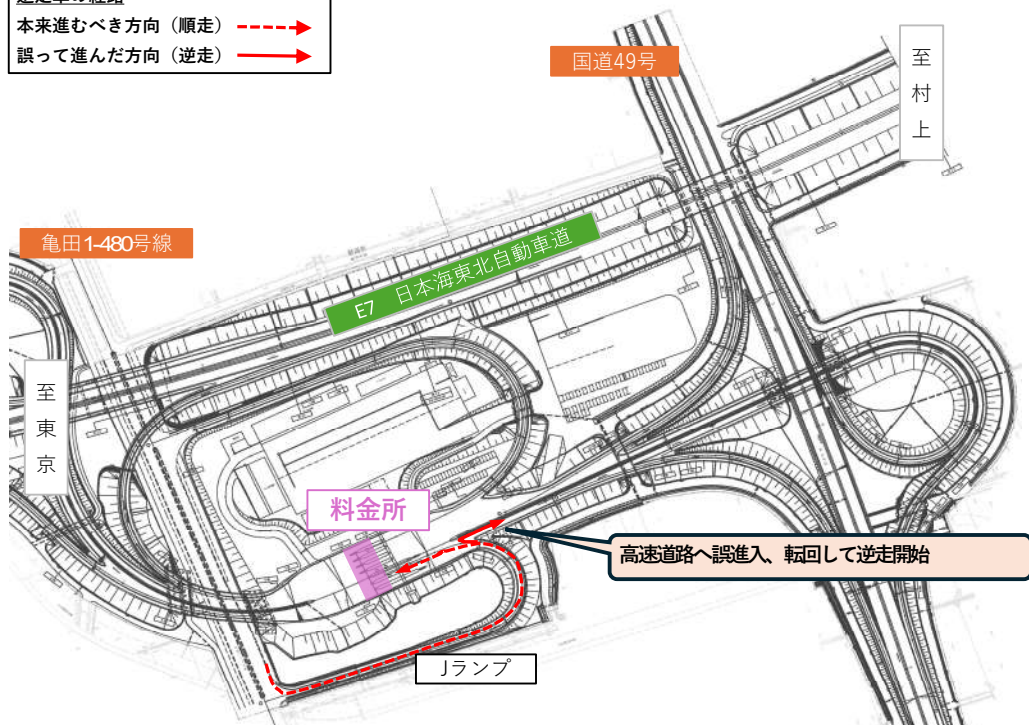 本来進むべき方向（順走）
誤って進んだ方向（逆走）
国道49号
至村上
亀田1-480号線
E7 日本海東北自動車道
至東京
料金所
高速道路へ誤進入、転回して逆走開始
Jランプ